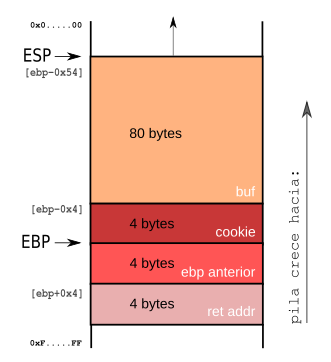 0x0.....00
ESP
[ebp-0x54]
80 bytes
buf
[ebp-0x4]
4 bytes
cookie
EBP
4 bytes
ebp anterior
[ebp+0x4]
4 bytes
ret addr
0xF.....FF
pila crece hacia: